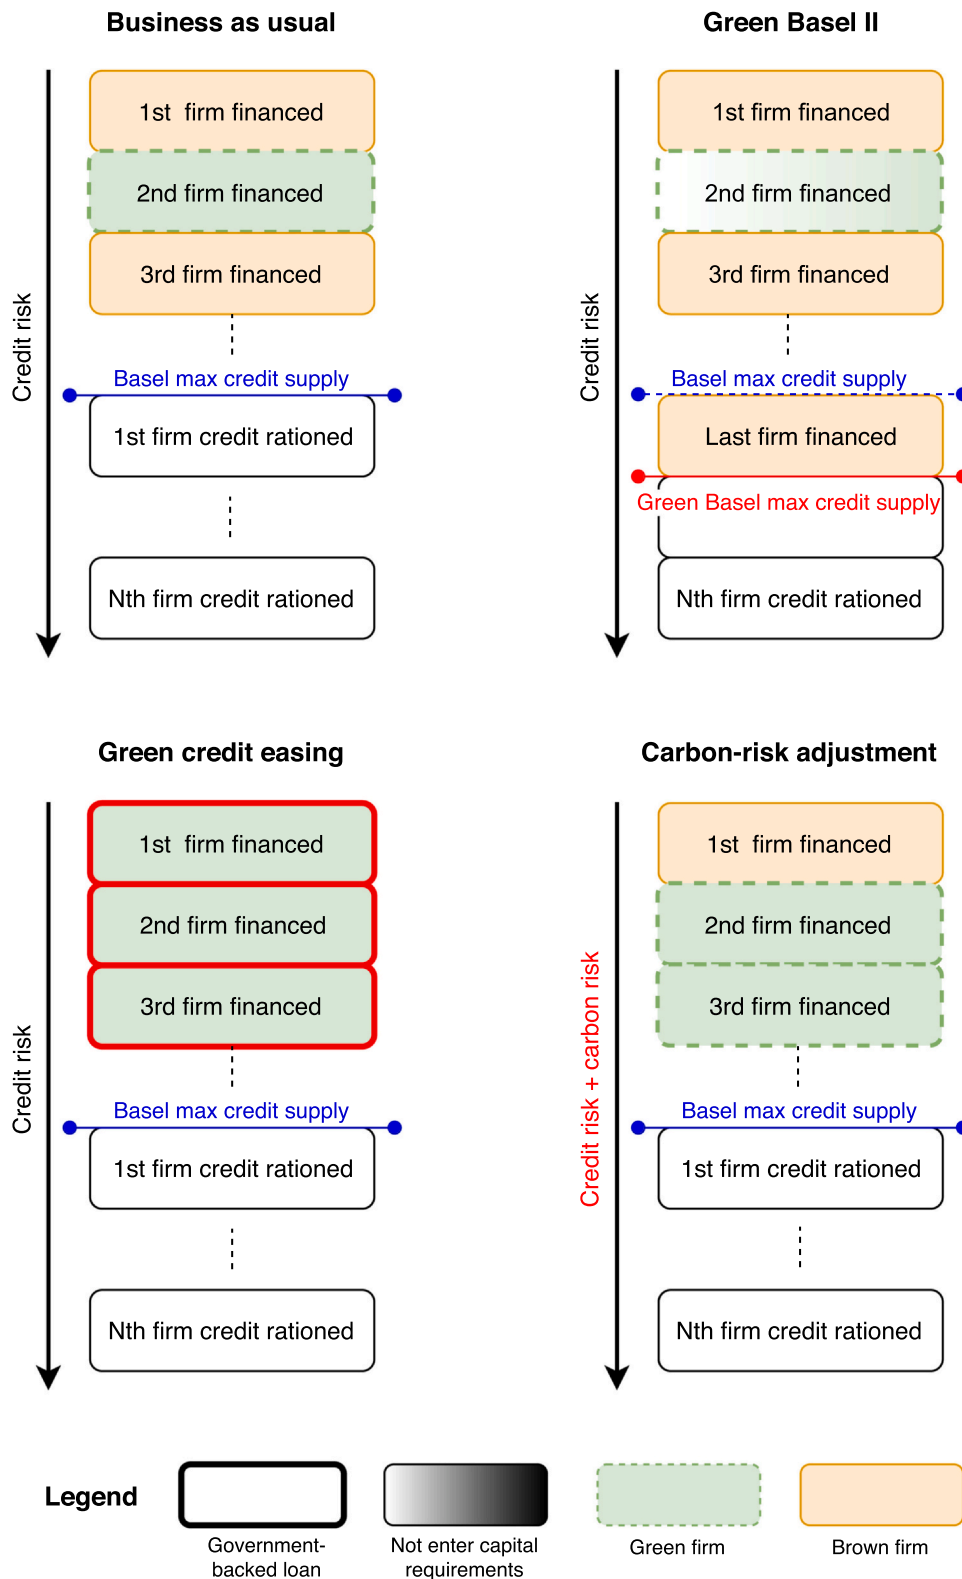 Business as usual
Credit risk
1st firm financed
2nd firm financed
3rd firm financed
Basel max credit supply
1st firm credit rationed
Nth firm credit rationed
Green Basel II
Credit risk
1st firm financed
2nd firm financed
3rd firm financed
Basel max credit supply
Last firm financed
Green Basel max credit supply
Nth firm credit rationed
Green credit easing
Credit risk
1st firm financed
2nd firm financed
3rd firm financed
Basel max credit supply
1st firm credit rationed
Nth firm credit rationed
Carbon-risk adjustment
Credit risk + carbon risk
1st firm financed
2nd firm financed
3rd firm financed
Basel max credit supply
1st firm credit rationed
Nth firm credit rationed
Legend
Government-
backed loan
Not enter capital
requirements
Green firm
Brown firm